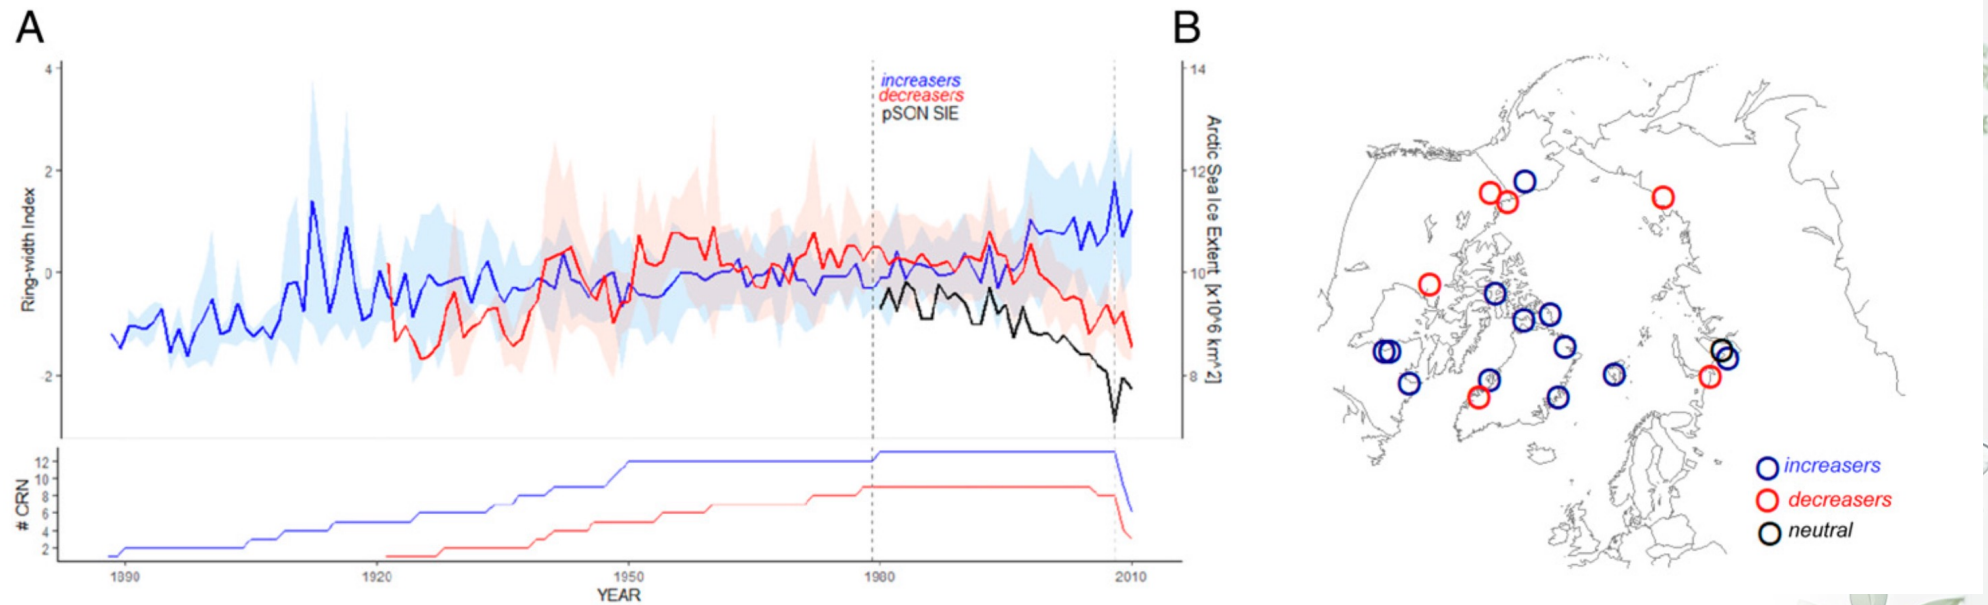 A
B
4
2
0
-2
Ring-width Index
increasers
decreasers
pSON SIE
14
12
10
8
Arctic Sea Ice Extent [x10^6 km^2]
12
10
8
6
4
2
# CRN
1890
1920
1950
1980
2010
YEAR
increasers
decreasers
neutral